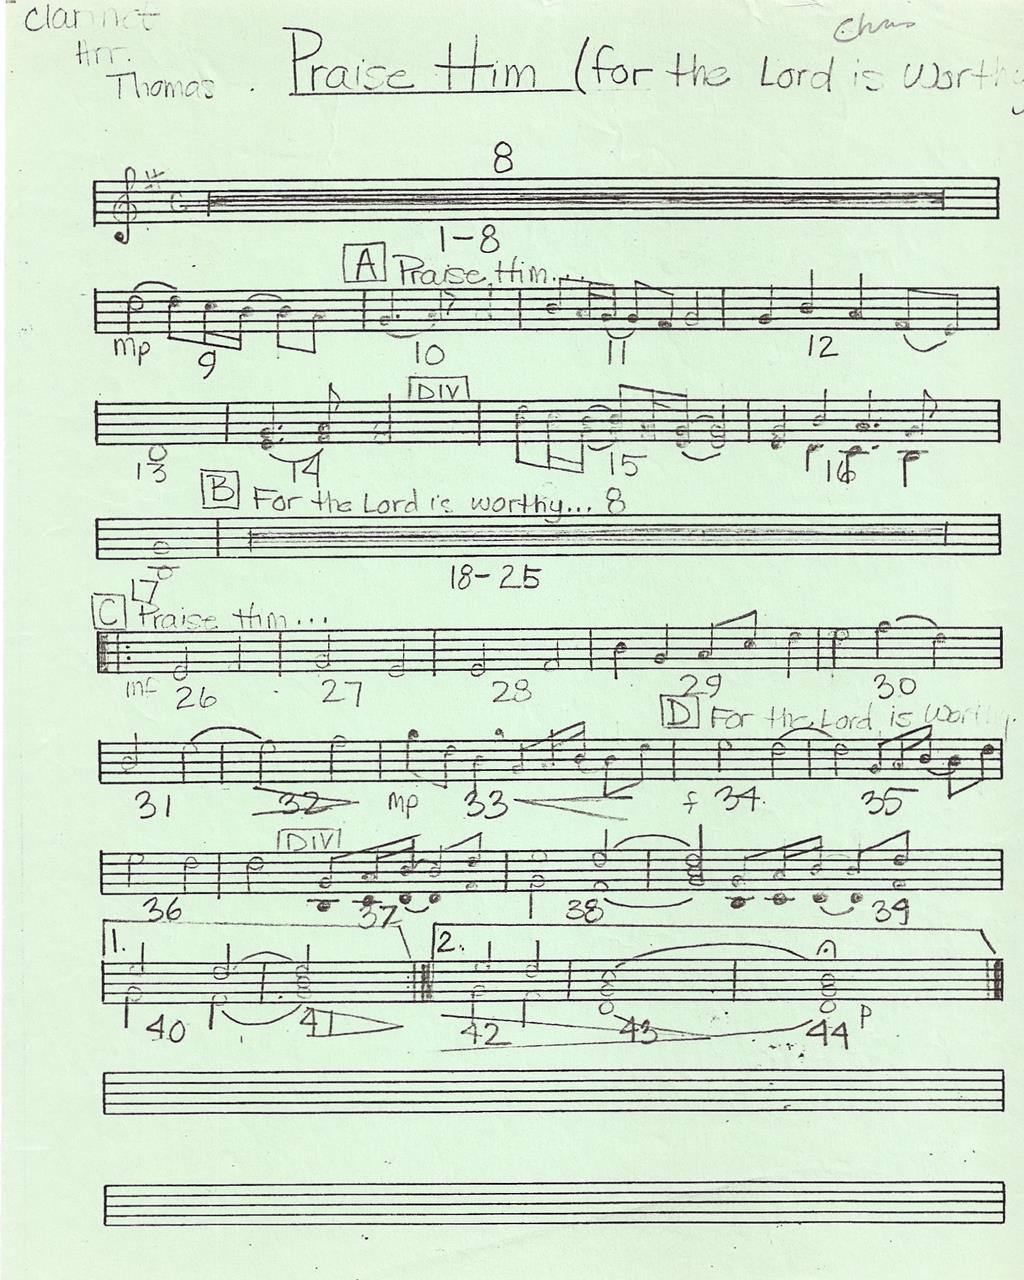 Clarinet
Chris
Arr.
Thomas . Praise Him (for the Lord is Worthy
8
1-8
A Praise Him...
mp 9 10 11 12
DIV
13 14 15 16
B For the Lord is worthy... 8
17 18-25
C Praise Him...
mf 26 27 28 29 30
D For the Lord is Worthy.
31 32 mp 33 f 34 35
DIV
36 37 38 39
1. 2.
40 41 42 43 44 p